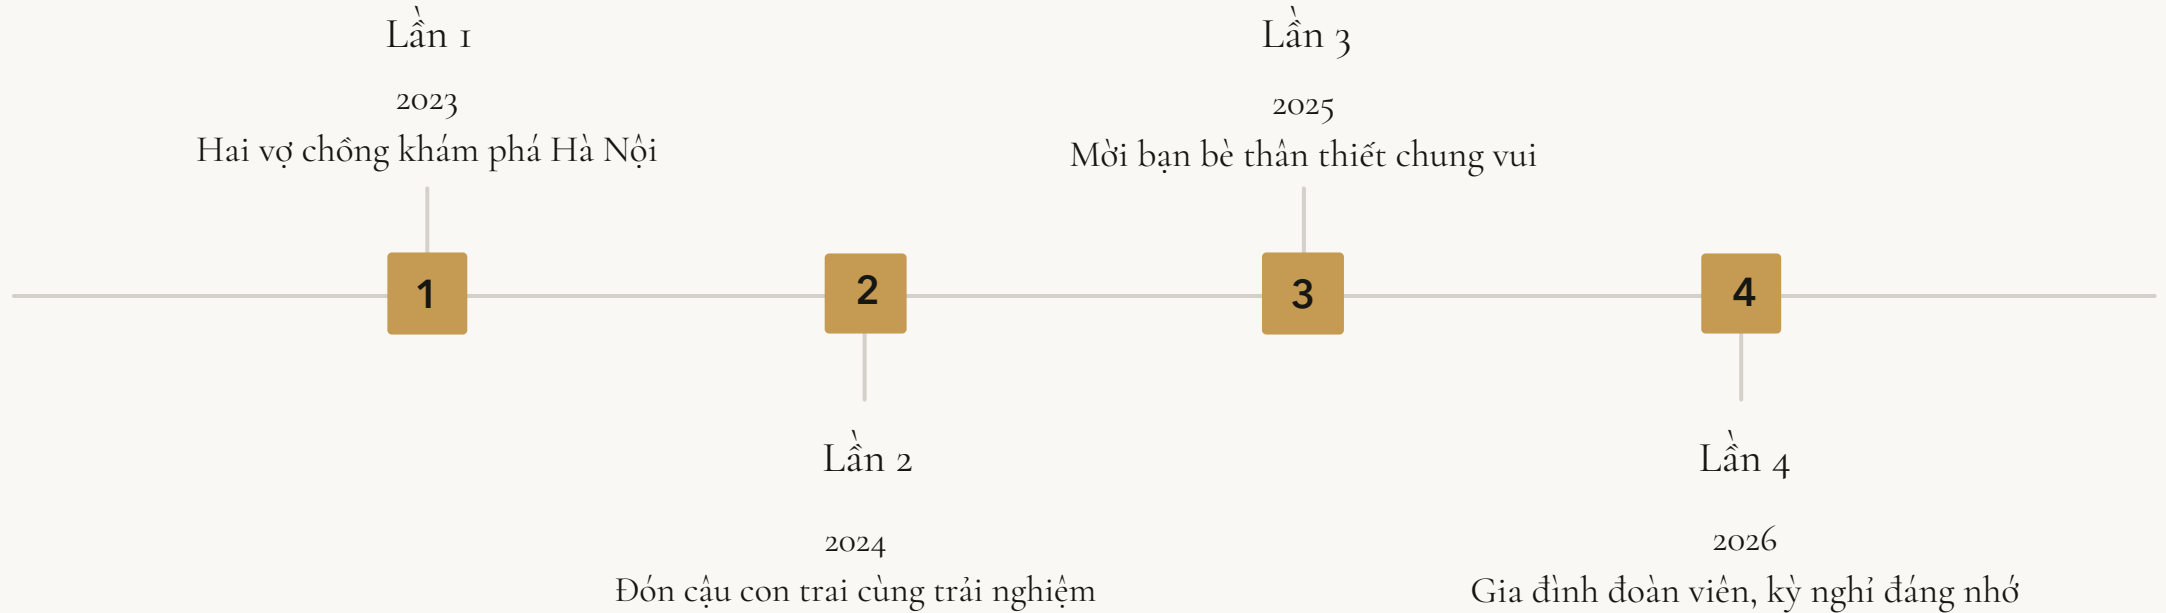 Lần 1
2023
Hai vợ chồng khám phá Hà Nội
Lần 3
2025
Mời bạn bè thân thiết chung vui
1
2
3
4
Lần 2
2024
Đón cậu con trai cùng trải nghiệm
Lần 4
2026
Gia đình đoàn viên, kỳ nghỉ đáng nhớ